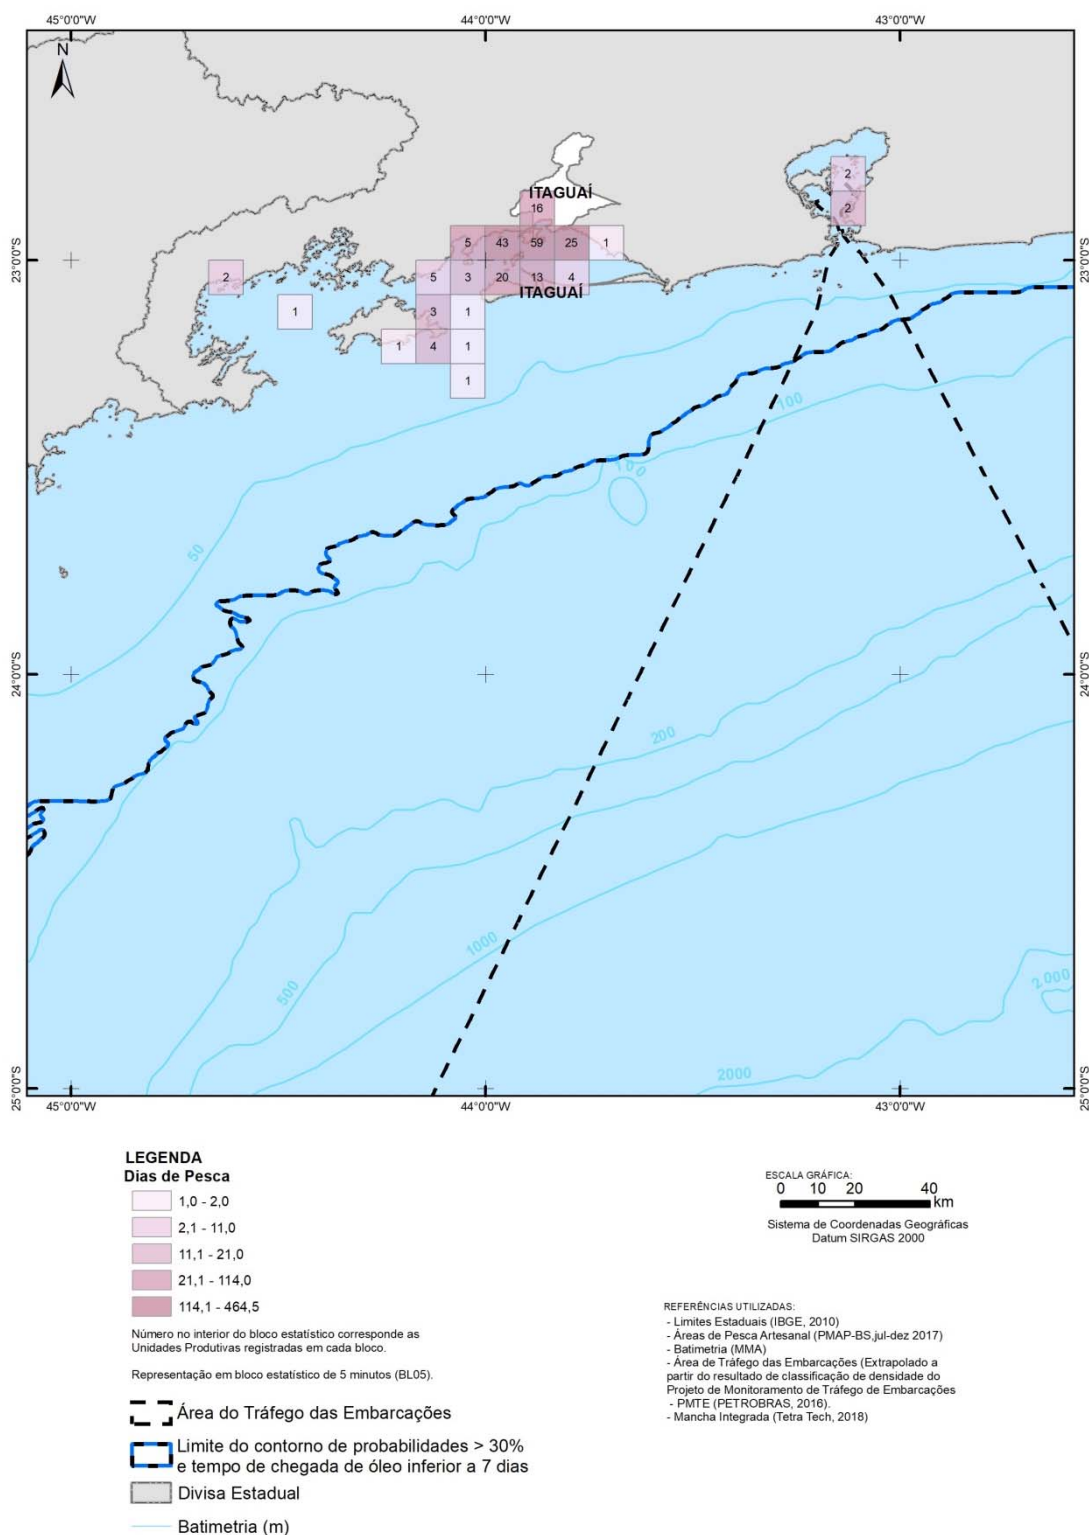 45°0'0"W 44°0'0"W 43°0'0"W
N
ITAGUAÍ
16
2
2
5 43 59 25 1
23°0'0"S 23°0'0"S
2 5 3 20 13 4
ITAGUAÍ
1 3 1
1 4 1
1
100
100
50
24°0'0"S 24°0'0"S
200
1000
500
2 000
2000
25°0'0"S 25°0'0"S
45°0'0"W 44°0'0"W 43°0'0"W
LEGENDA
Dias de Pesca
1,0 - 2,0
2,1 - 11,0
11,1 - 21,0
21,1 - 114,0
114,1 - 464,5
Número no interior do bloco estatístico corresponde as
Unidades Produtivas registradas em cada bloco.
Representação em bloco estatístico de 5 minutos (BL05).
Área do Tráfego das Embarcações
Limite do contorno de probabilidades > 30%
e tempo de chegada de óleo inferior a 7 dias
Divisa Estadual
Batimetria (m)
ESCALA GRÁFICA:
0 10 20 40
km
Sistema de Coordenadas Geográficas
Datum SIRGAS 2000
REFERÊNCIAS UTILIZADAS:
- Limites Estaduais (IBGE, 2010)
- Áreas de Pesca Artesanal (PMAP-BS,jul-dez 2017)
- Batimetria (MMA)
- Área de Tráfego das Embarcações (Extrapolado a
partir do resultado de classificação de densidade do
Projeto de Monitoramento de Tráfego de Embarcações
- PMTE (PETROBRAS, 2016).
- Mancha Integrada (Tetra Tech, 2018)